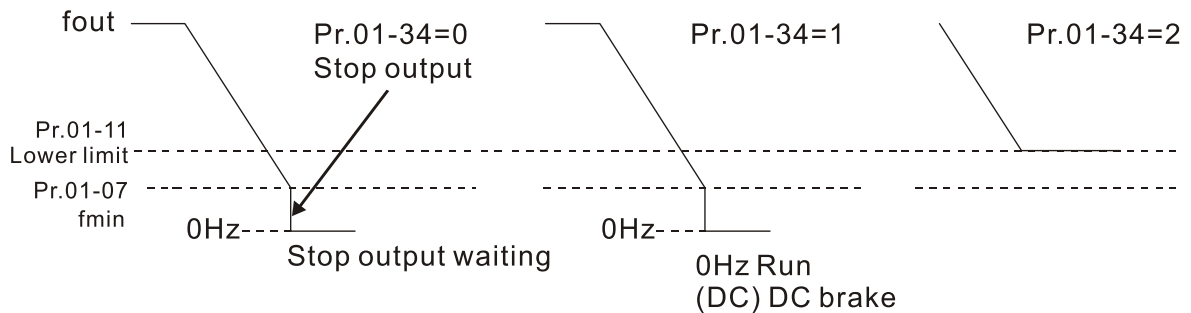 fout
Pr.01-34=0
Stop output
Pr.01-34=1
Pr.01-34=2
Pr.01-11
Lower limit
Pr.01-07
fmin
0Hz
Stop output waiting
0Hz
0Hz Run
(DC) DC brake